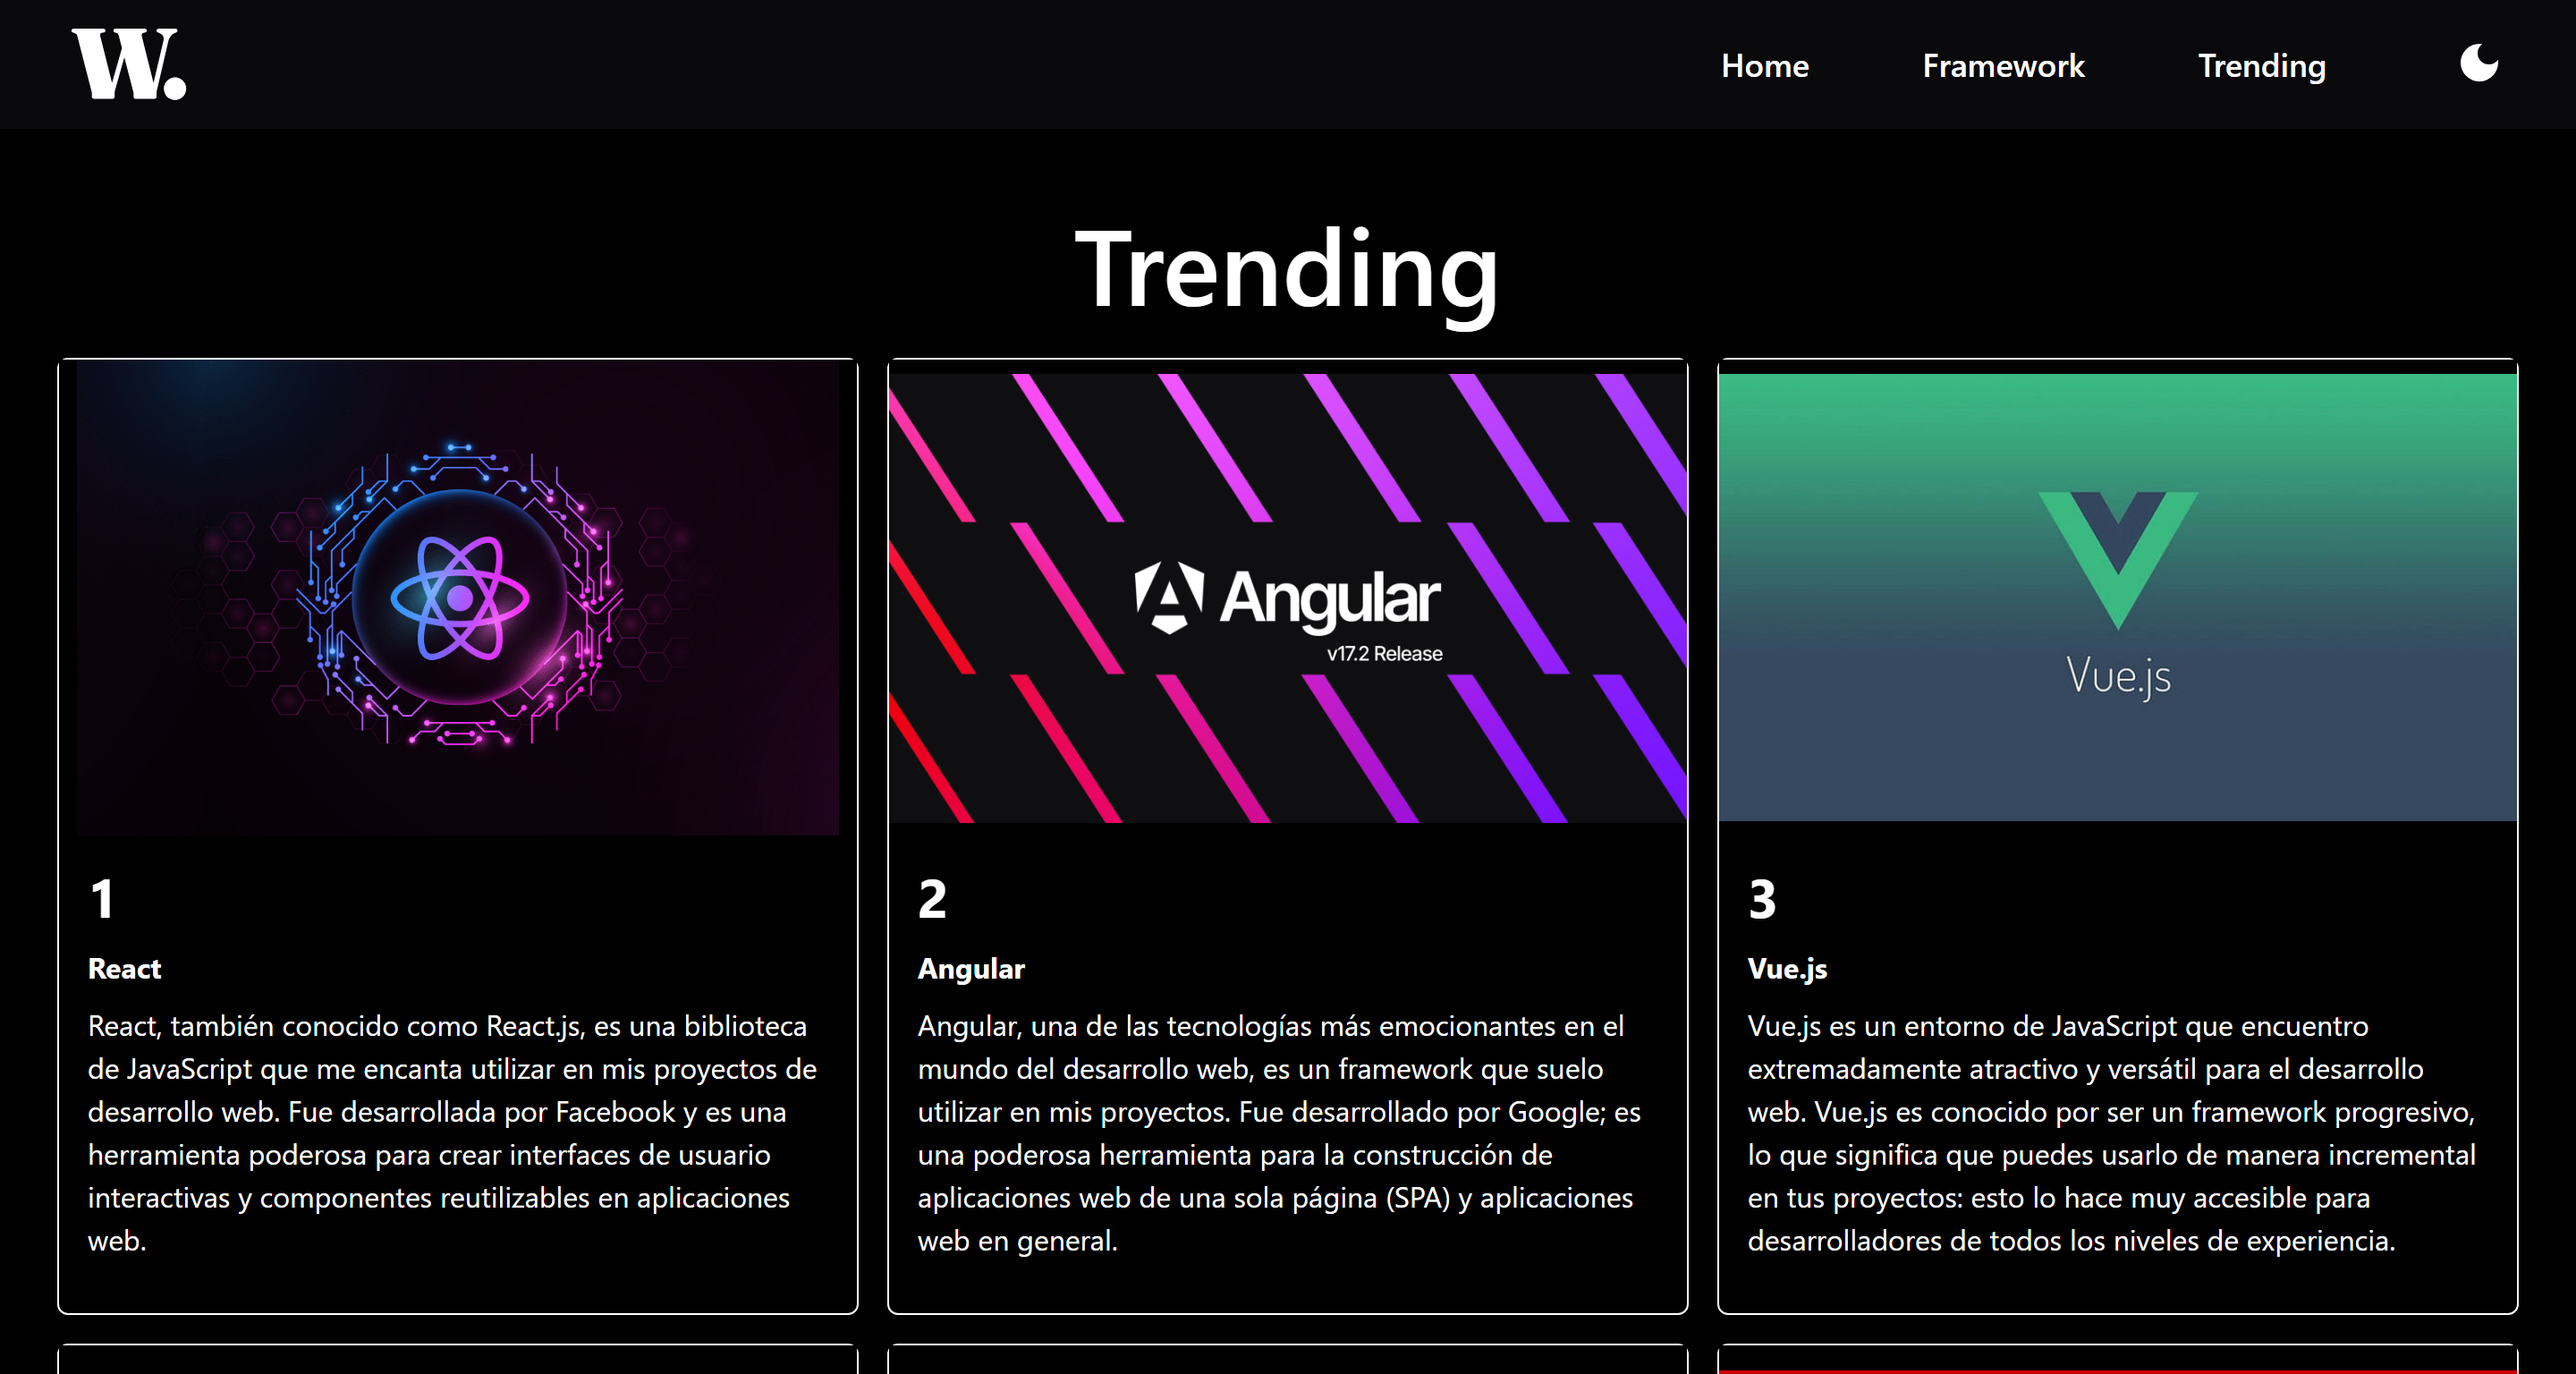 W.
Home
Framework
Trending
Trending
Angular
v17.2 Release
Vue.js
1
React
React, también conocido como React.js, es una biblioteca
de JavaScript que me encanta utilizar en mis proyectos de
desarrollo web. Fue desarrollada por Facebook y es una
herramienta poderosa para crear interfaces de usuario
interactivas y componentes reutilizables en aplicaciones
web.
2
Angular
Angular, una de las tecnologías más emocionantes en el
mundo del desarrollo web, es un framework que suelo
utilizar en mis proyectos. Fue desarrollado por Google; es
una poderosa herramienta para la construcción de
aplicaciones web de una sola página (SPA) y aplicaciones
web en general.
3
Vue.js
Vue.js es un entorno de JavaScript que encuentro
extremadamente atractivo y versátil para el desarrollo
web. Vue.js es conocido por ser un framework progresivo,
lo que significa que puedes usarlo de manera incremental
en tus proyectos: esto lo hace muy accesible para
desarrolladores de todos los niveles de experiencia.